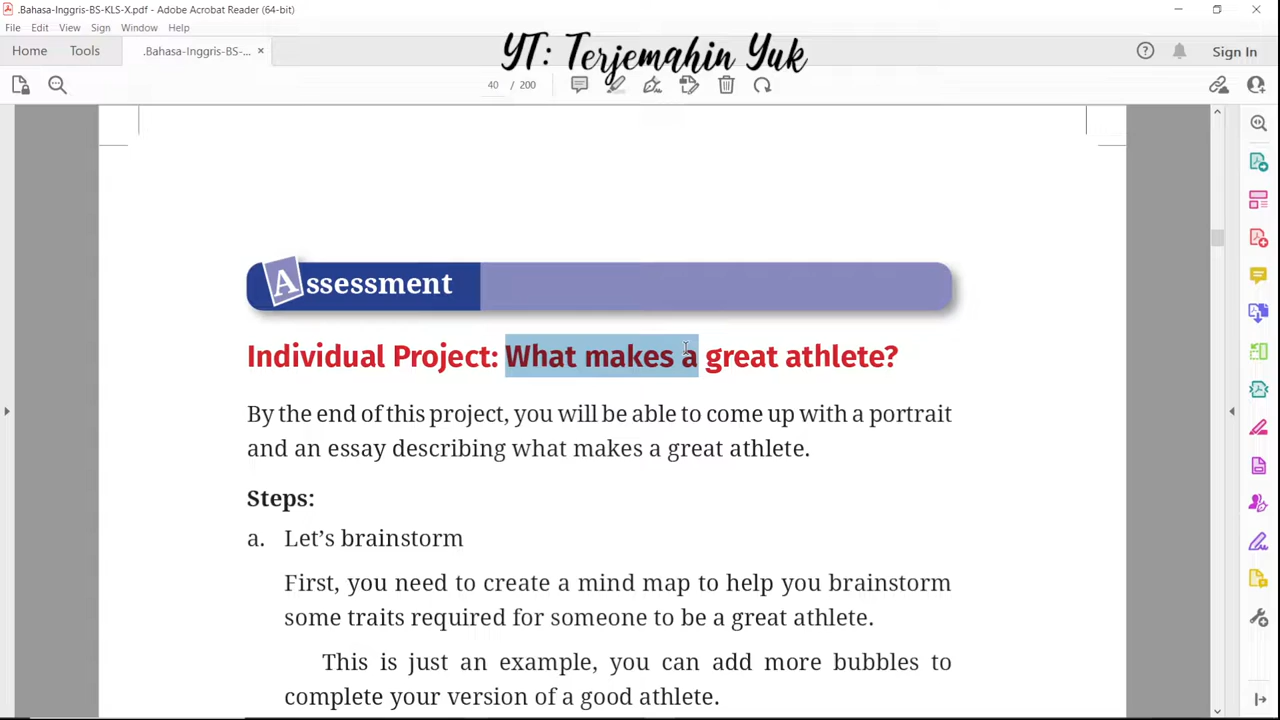 .Bahasa-Inggris-BS-KLS-X.pdf - Adobe Acrobat Reader (64-bit)
File Edit View Sign Window Help
Home Tools .Bahasa-Inggris-BS-... × Sign In
YT: Terjemahin Yuk
40 / 200
Assessment
Individual Project: What makes a great athlete?
By the end of this project, you will be able to come up with a portrait
and an essay describing what makes a great athlete.
Steps:
a. Let’s brainstorm
First, you need to create a mind map to help you brainstorm
some traits required for someone to be a great athlete.
This is just an example, you can add more bubbles to
complete your version of a good athlete.